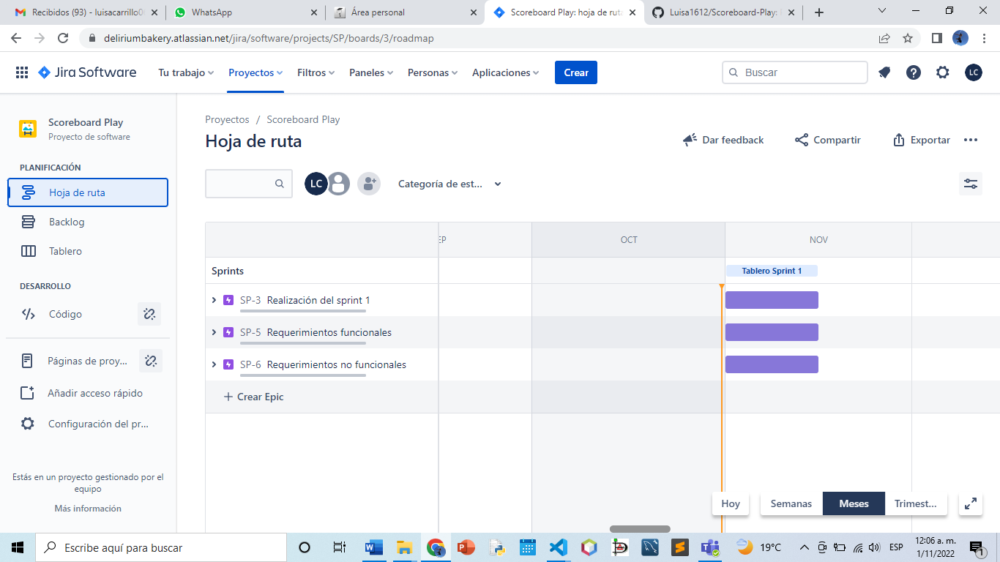 Recibidos (93) - luisacarrillo0
WhatsApp
Área personal
Scoreboard Play: hoja de ruta
Luisa1612/Scoreboard-Play:
deliriumbakery.atlassian.net/jira/software/projects/SP/boards/3/roadmap
Jira Software
Tu trabajo
Proyectos
Filtros
Paneles
Personas
Aplicaciones
Crear
Buscar
LC
Scoreboard Play
Proyecto de software
PLANIFICACIÓN
Hoja de ruta
Backlog
Tablero
DESARROLLO
Código
Páginas de proy...
Añadir acceso rápido
Configuración del pr...
Estás en un proyecto gestionado por el
equipo
Más información
Proyectos / Scoreboard Play
Hoja de ruta
Dar feedback
Compartir
Exportar
LC
Categoría de est...
EP
OCT
NOV
Sprints
Tablero Sprint 1
SP-3 Realización del sprint 1
SP-5 Requerimientos funcionales
SP-6 Requerimientos no funcionales
+ Crear Epic
Hoy
Semanas
Meses
Trimest...
Escribe aquí para buscar
19°C
ESP
12:06 a. m.
1/11/2022
1